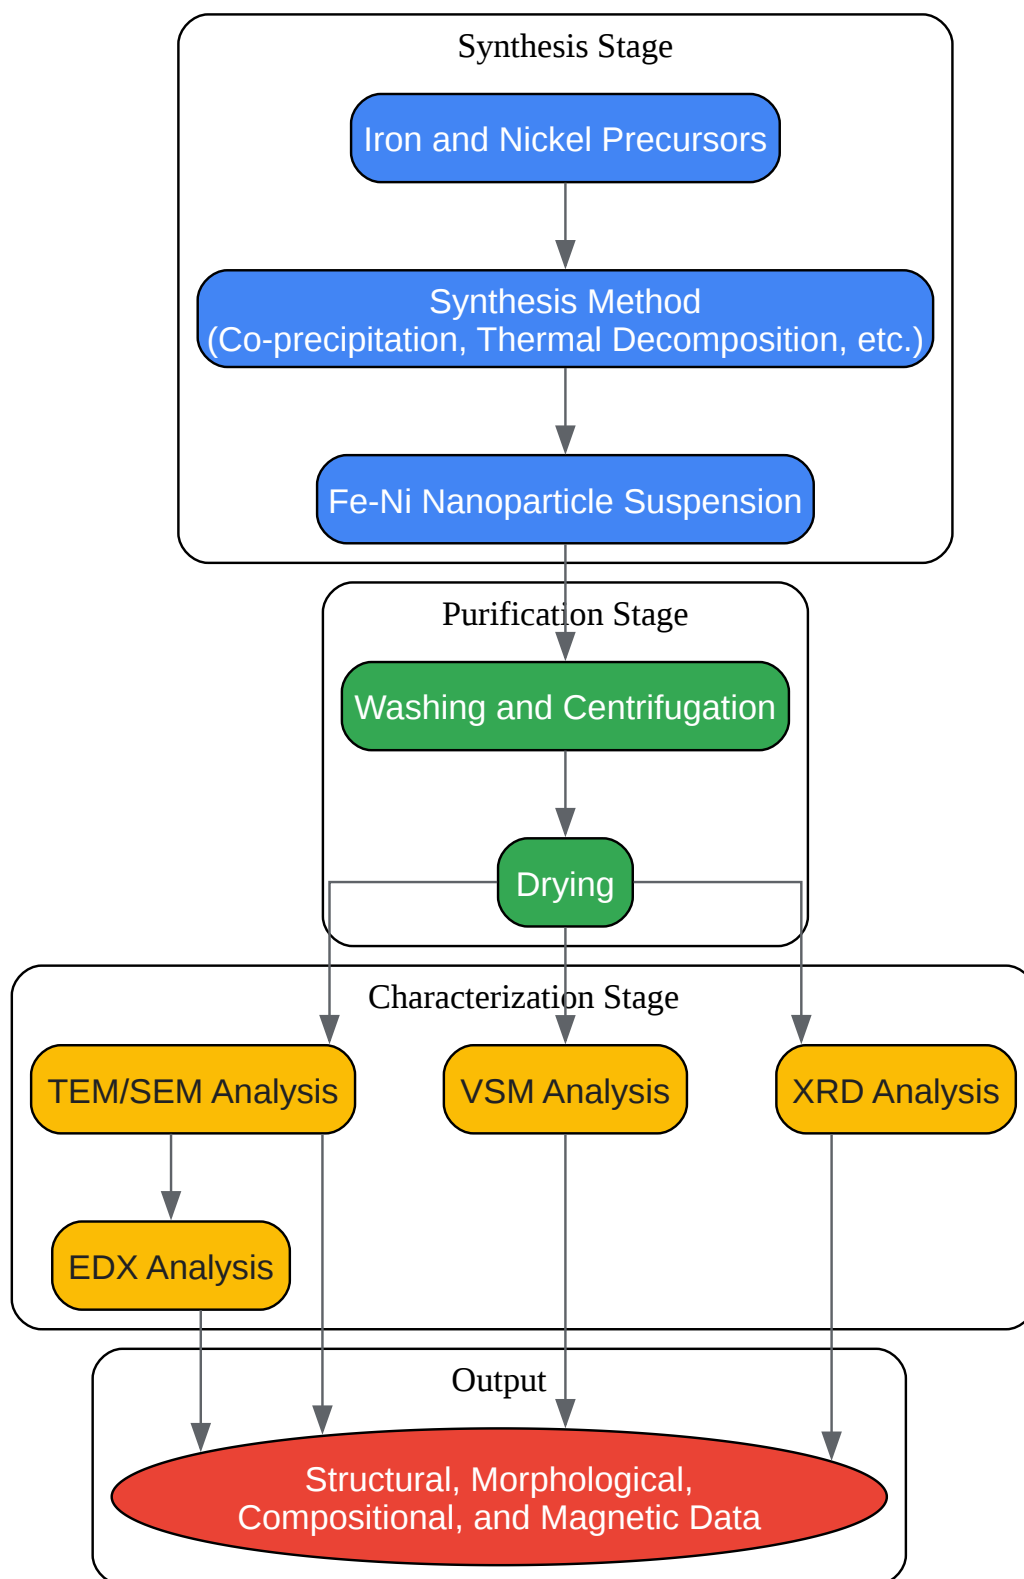 Synthesis Stage
Iron and Nickel Precursors
Synthesis Method
(Co-precipitation, Thermal Decomposition, etc.)
Fe-Ni Nanoparticle Suspension
Purification Stage
Washing and Centrifugation
Drying
Characterization Stage
TEM/SEM Analysis
VSM Analysis
XRD Analysis
EDX Analysis
Output
Structural, Morphological,
Compositional, and Magnetic Data